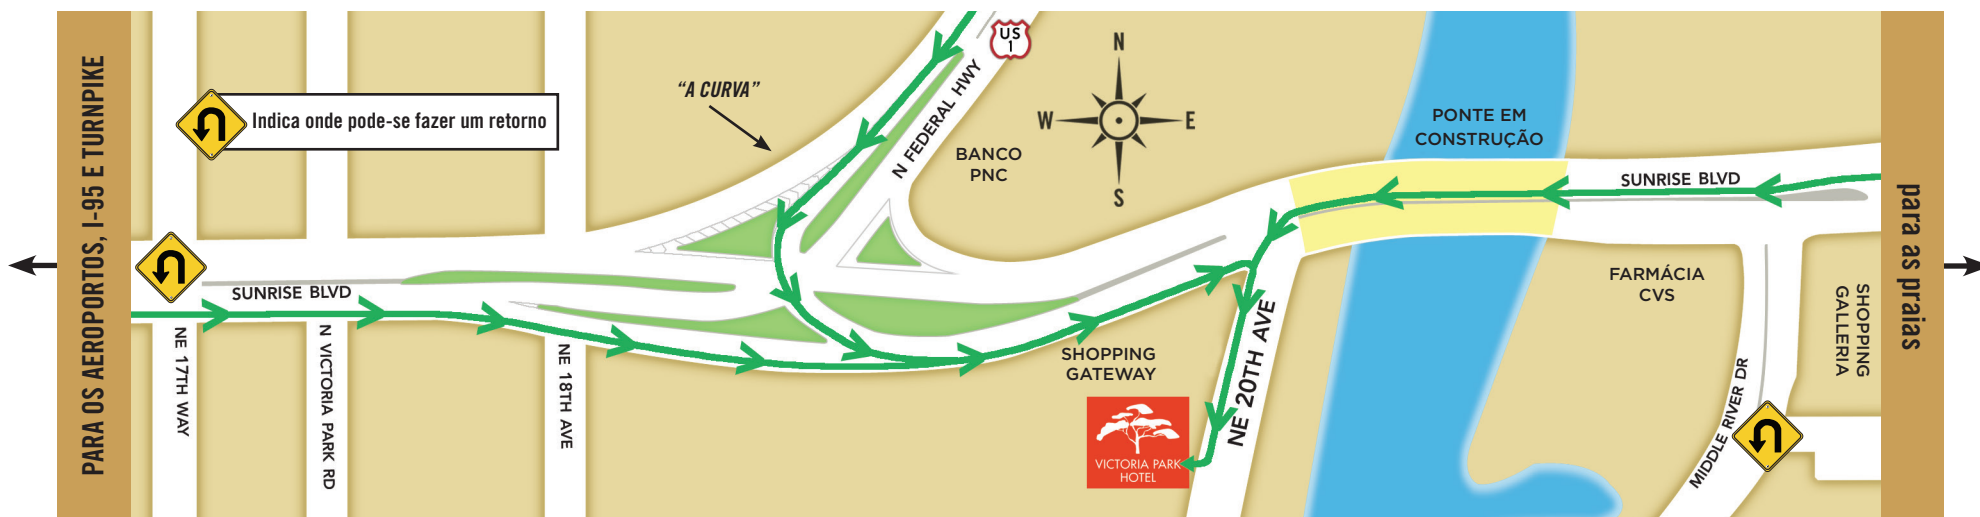 PARA OS AEROPORTOS, I-95 E TURNPIKE
Indica onde pode-se fazer um retorno
"A CURVA"
US
1
N FEDERAL HWY
BANCO
PNC
N
W
E
S
PONTE EM
CONSTRUÇÃO
SUNRISE BLVD
para as praias
SUNRISE BLVD
NE 17TH WAY
N VICTORIA PARK RD
NE 18TH AVE
SHOPPING
GATEWAY
VICTORIA PARK
HOTEL
NE 20TH AVE
FARMÁCIA
CVS
MIDDLE RIVER DR
SHOPPING
GALLERIA